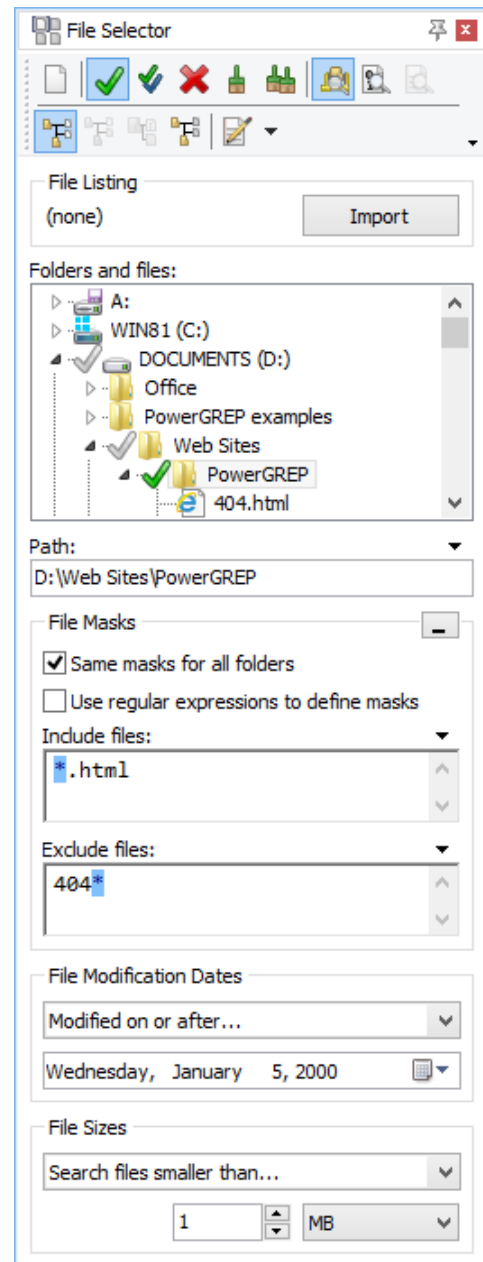 File Selector
File Listing
(none) Import
Folders and files:
A:
WIN81 (C:)
DOCUMENTS (D:)
Office
PowerGREP examples
Web Sites
PowerGREP
404.html
Path:
D:\Web Sites\PowerGREP
File Masks
Same masks for all folders
Use regular expressions to define masks
Include files:
*.html
Exclude files:
404*
File Modification Dates
Modified on or after...
Wednesday, January 5, 2000
File Sizes
Search files smaller than...
1 MB